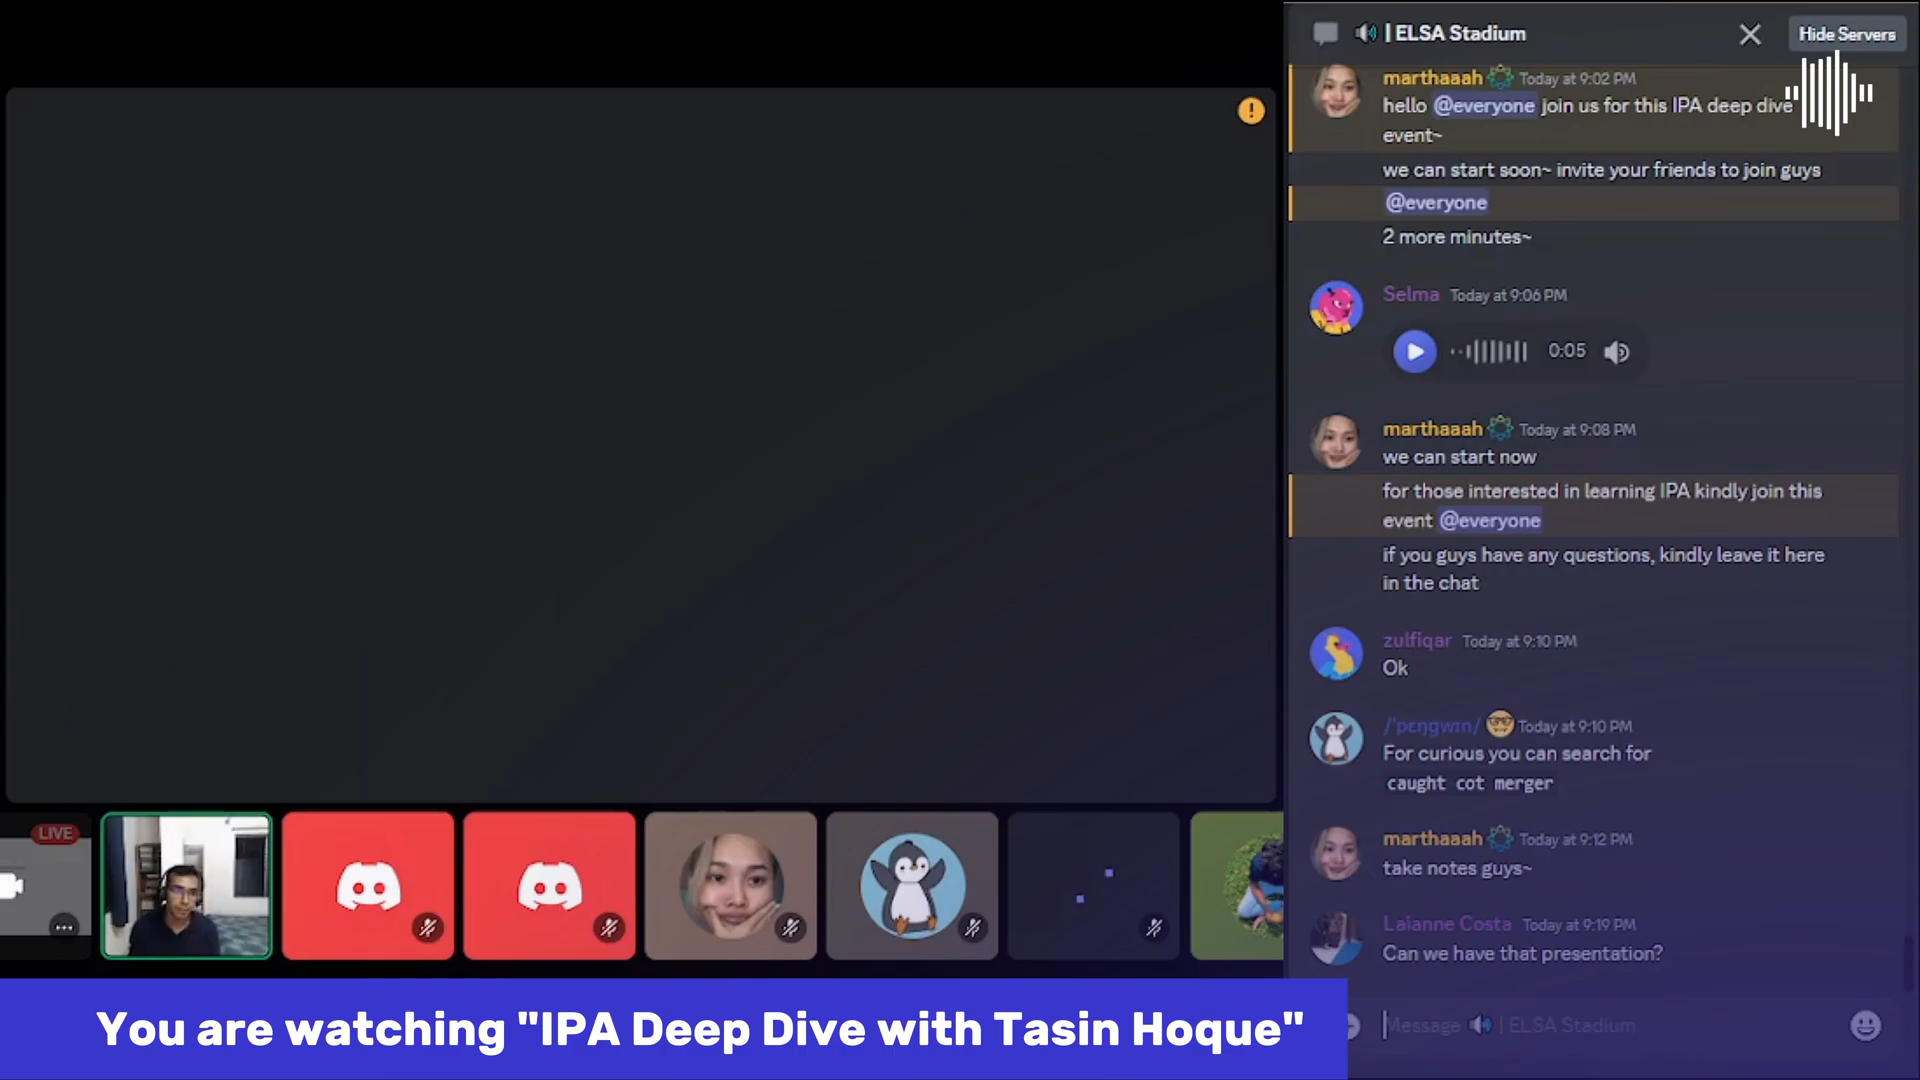 | ELSA Stadium
Hide Servers
marthaaah Today at 9:02 PM
hello @everyone join us for this IPA deep dive
event~
we can start soon~ invite your friends to join guys
@everyone
2 more minutes~
Selma Today at 9:06 PM
0:05
marthaaah Today at 9:08 PM
we can start now
for those interested in learning IPA kindly join this
event @everyone
if you guys have any questions, kindly leave it here
in the chat
zulfiqar Today at 9:10 PM
Ok
/ˈpɛŋgwɪn/ Today at 9:10 PM
For curious you can search for
caught cot merger
marthaaah Today at 9:12 PM
take notes guys~
Laianne Costa Today at 9:19 PM
Can we have that presentation?
Message | ELSA Stadium
LIVE
You are watching "IPA Deep Dive with Tasin Hoque"